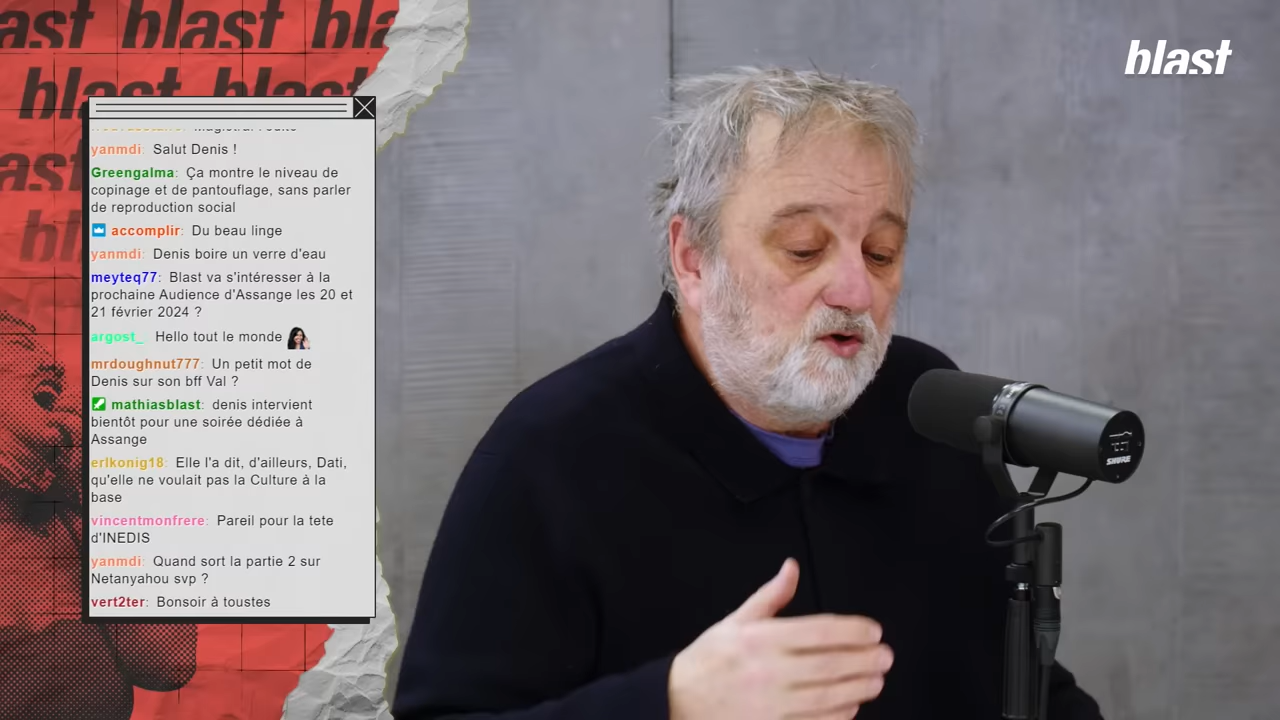 ast blast bla
blast blast
ast
bl
blast
yanmdi: Salut Denis !
Greengalma: Ça montre le niveau de
copinage et de pantouflage, sans parler
de reproduction social
accomplir: Du beau linge
yanmdi: Denis boire un verre d'eau
meyteq77: Blast va s'intéresser à la
prochaine Audience d'Assange les 20 et
21 février 2024 ?
argost_ Hello tout le monde
mrdoughnut777: Un petit mot de
Denis sur son bff Val ?
mathiasblast: denis intervient
bientôt pour une soirée dédiée à
Assange
erlkonig18: Elle l'a dit, d'ailleurs, Dati,
qu'elle ne voulait pas la Culture à la
base
vincentmonfrere: Pareil pour la tete
d'INEDIS
yanmdi: Quand sort la partie 2 sur
Netanyahou svp ?
vert2ter: Bonsoir à toustes
SHURE